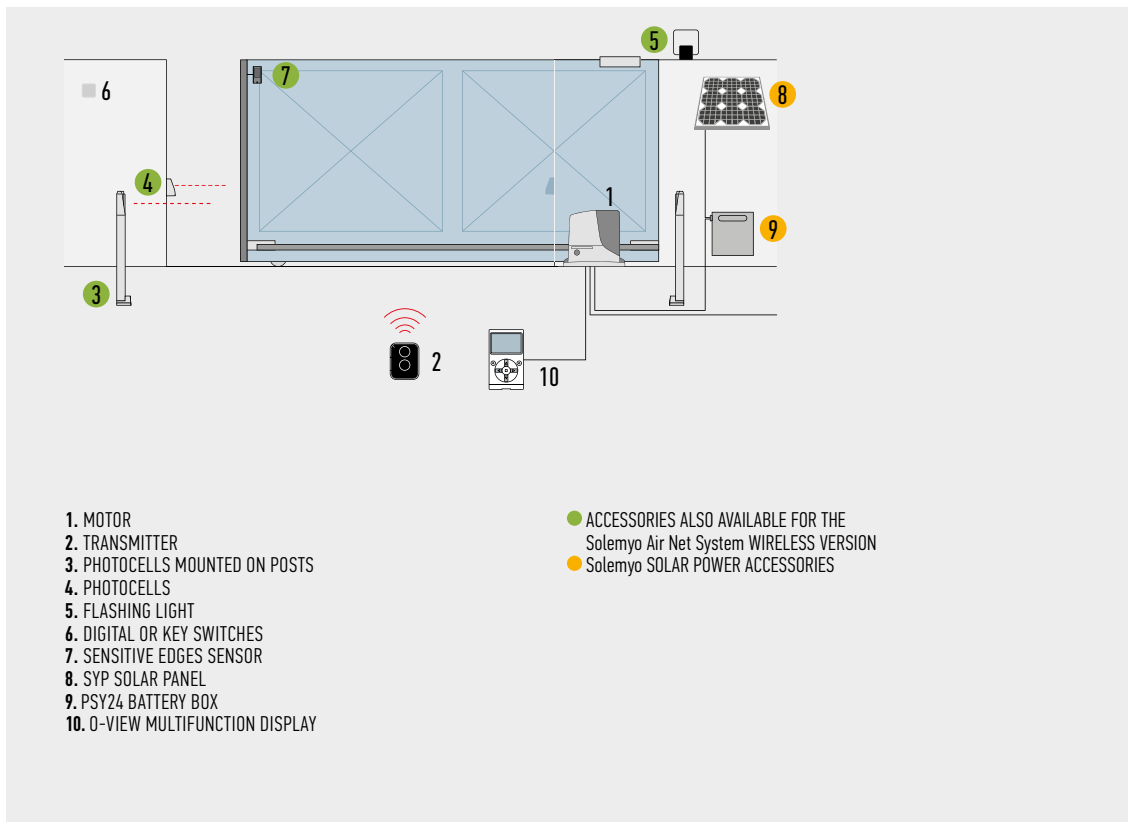 5
7
8
6
4
1
9
3
2
10
1. MOTOR
2. TRANSMITTER
3. PHOTOCELLS MOUNTED ON POSTS
4. PHOTOCELLS
5. FLASHING LIGHT
6. DIGITAL OR KEY SWITCHES
7. SENSITIVE EDGES SENSOR
8. SYP SOLAR PANEL
9. PSY24 BATTERY BOX
10. O-VIEW MULTIFUNCTION DISPLAY
ACCESSORIES ALSO AVAILABLE FOR THE
Solemyo Air Net System WIRELESS VERSION
Solemyo SOLAR POWER ACCESSORIES